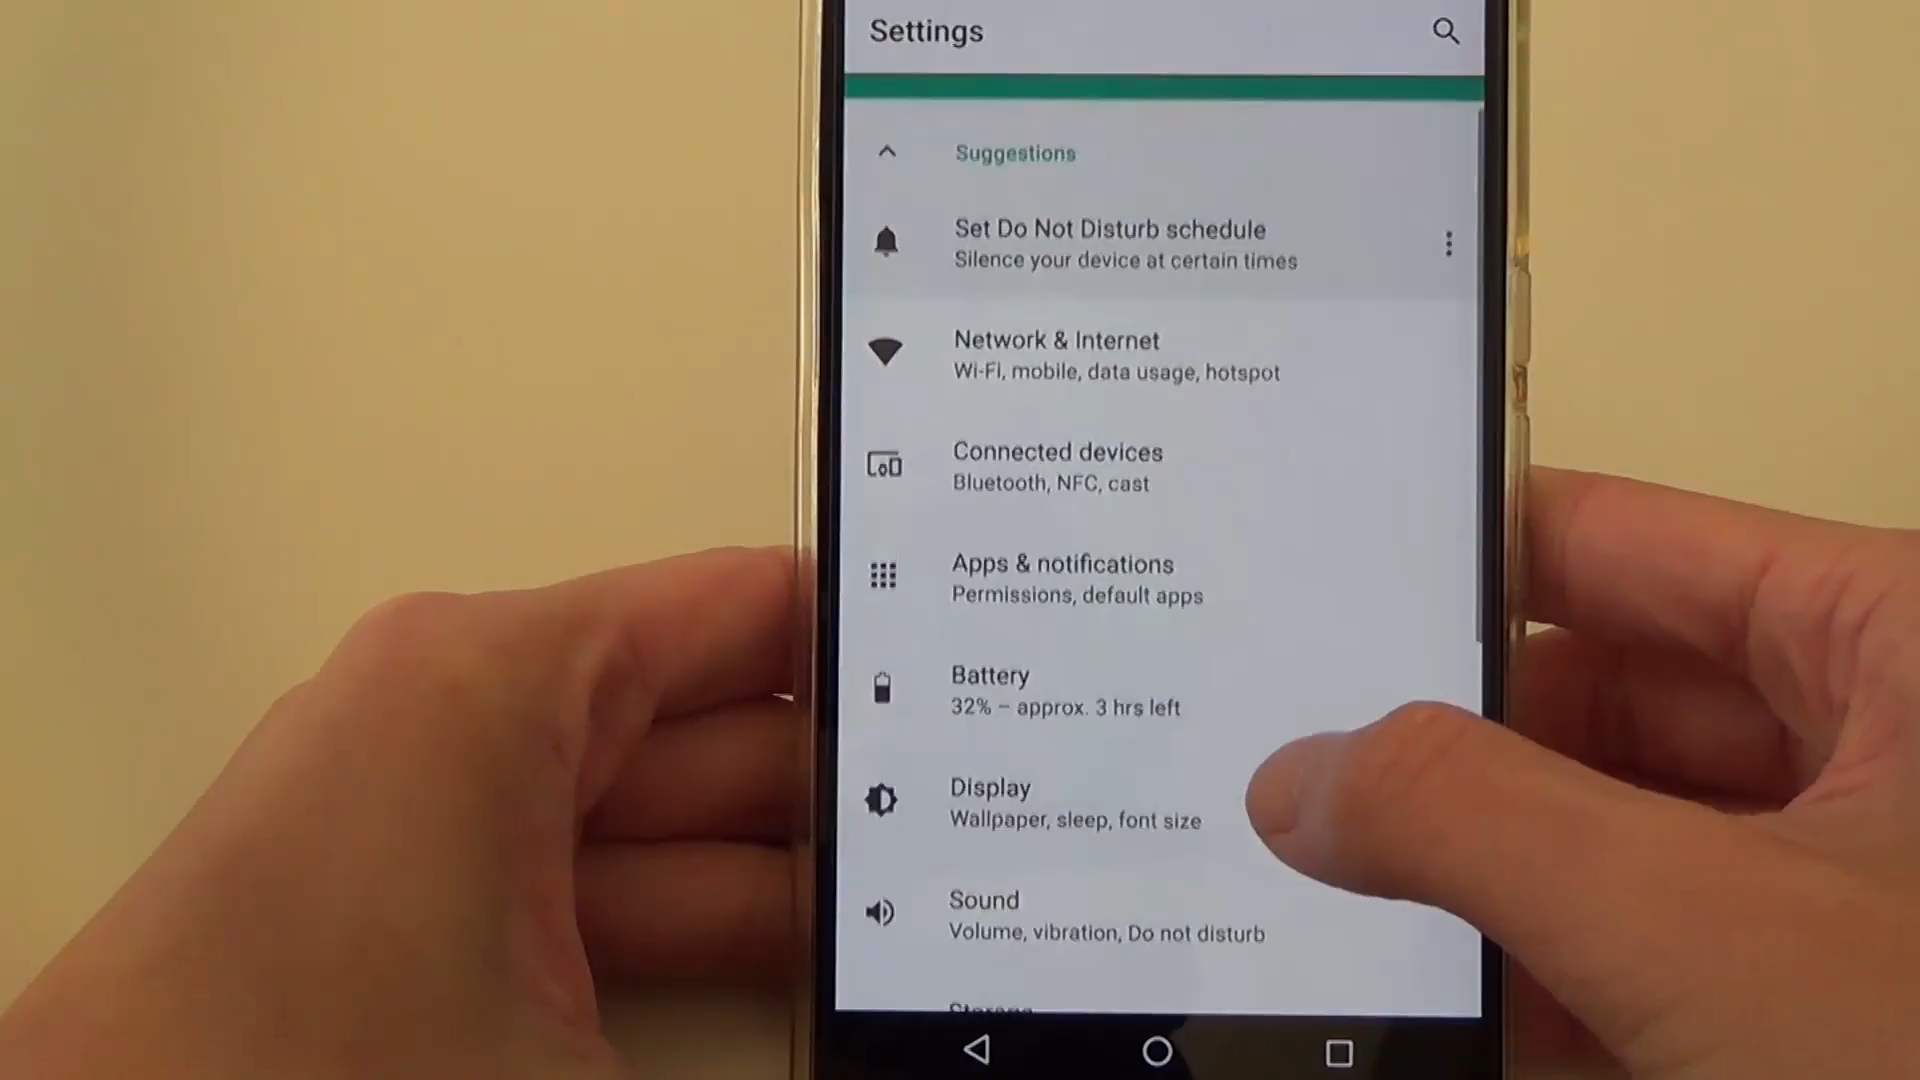 Settings
Suggestions
Set Do Not Disturb schedule
Silence your device at certain times
Network & Internet
Wi-Fi, mobile, data usage, hotspot
Connected devices
Bluetooth, NFC, cast
Apps & notifications
Permissions, default apps
Battery
32% – approx. 3 hrs left
Display
Wallpaper, sleep, font size
Sound
Volume, vibration, Do not disturb
Storage